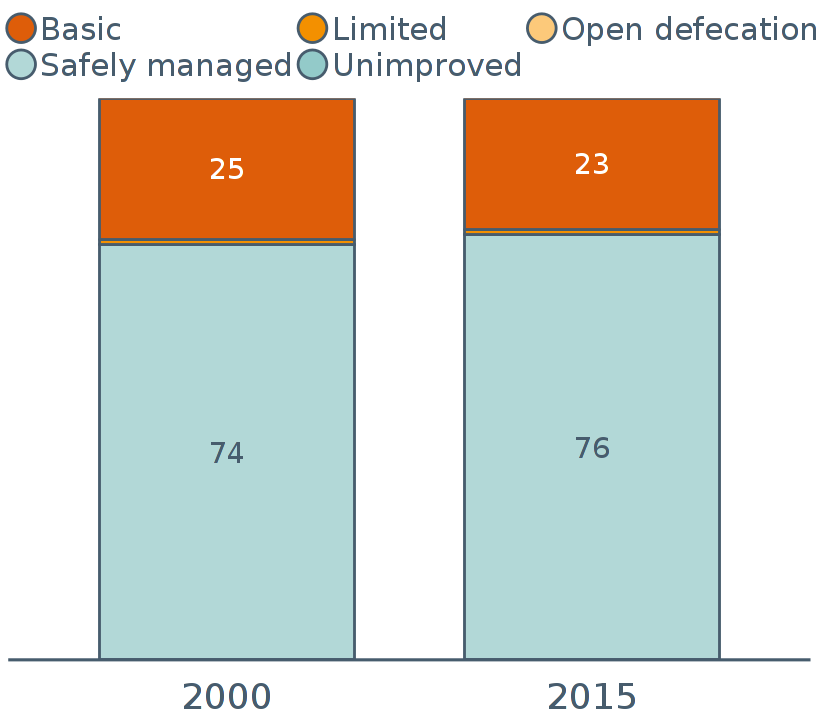 Basic Limited Open defecation
Safely managed Unimproved
25 23
74 76
2000 2015